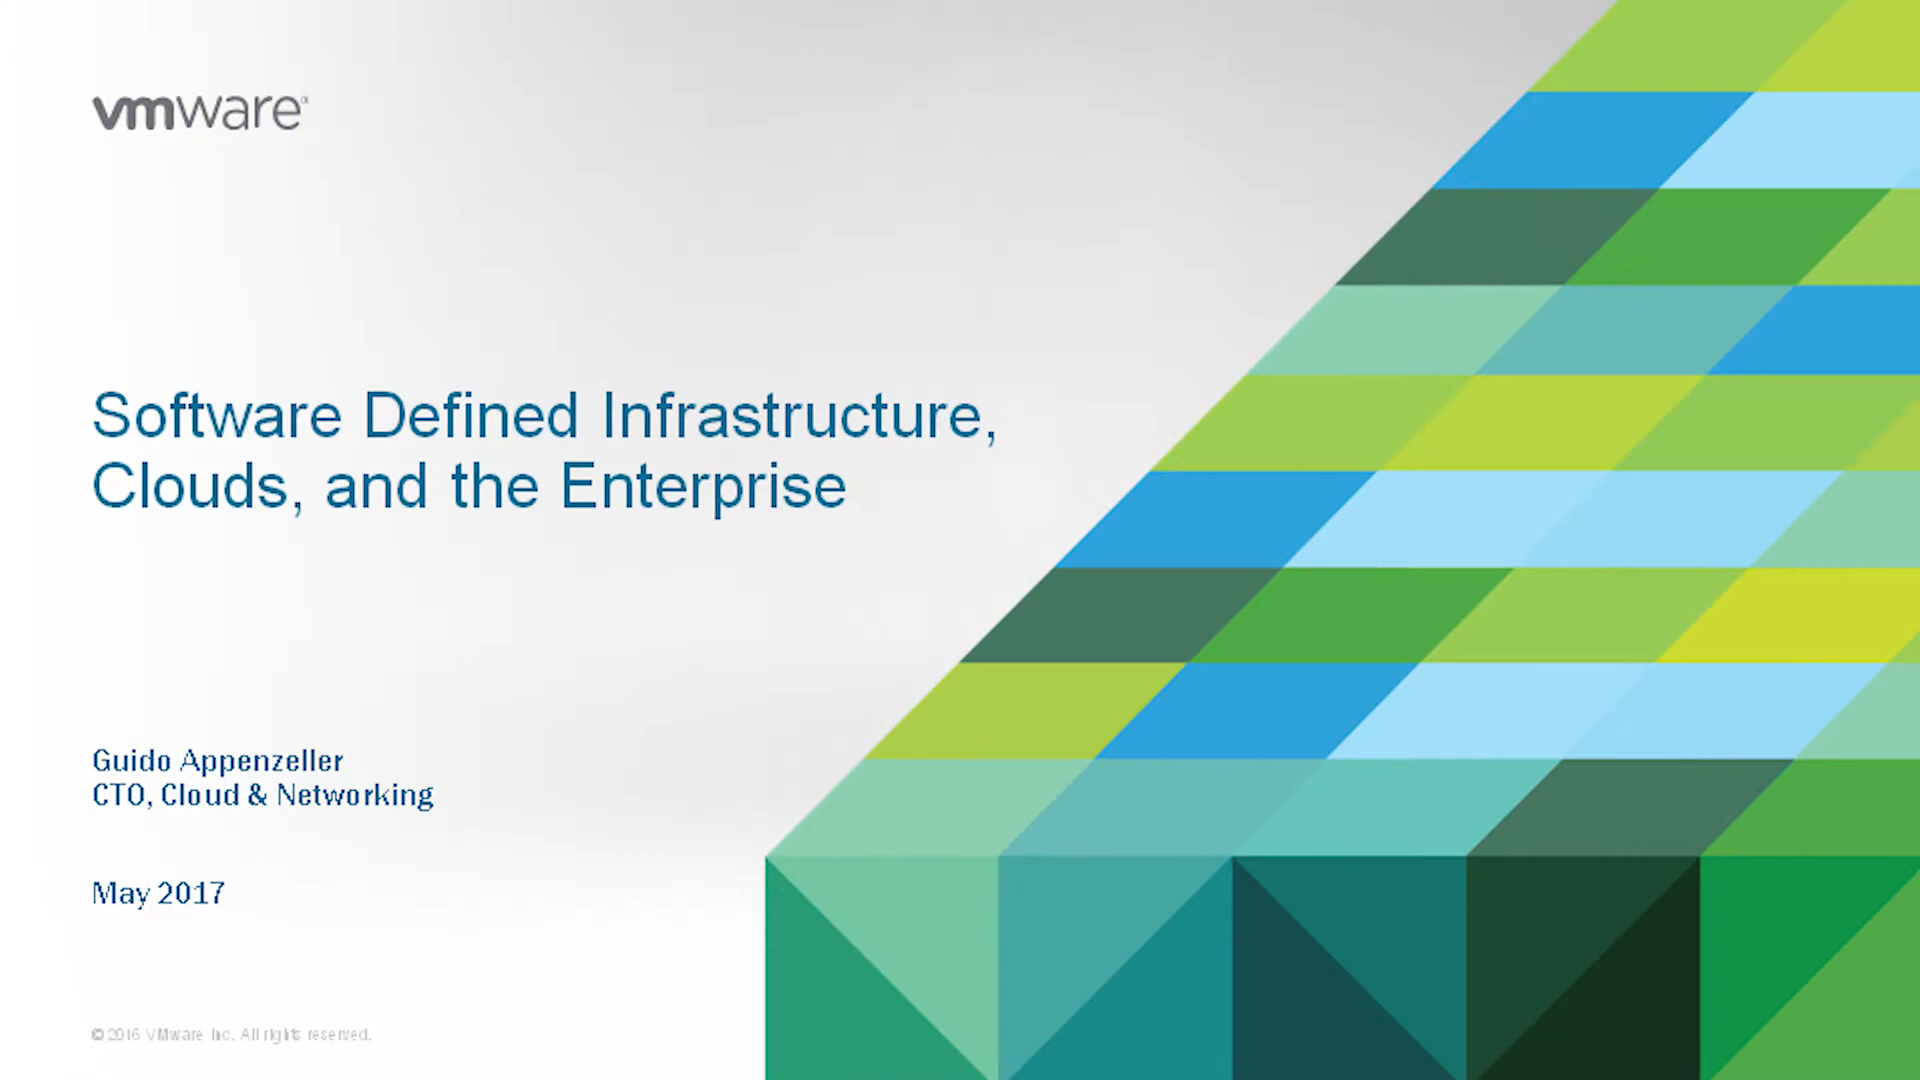 vmware®
Software Defined Infrastructure,
Clouds, and the Enterprise
Guido Appenzeller
CTO, Cloud & Networking
May 2017
© 2016 VMware Inc. All rights reserved.